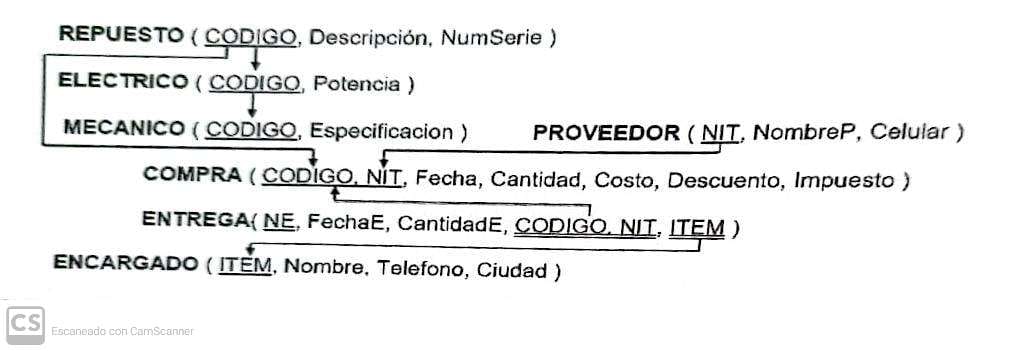 REPUESTO ( CODIGO, Descripción, NumSerie )
ELECTRICO ( CODIGO, Potencia )
MECANICO ( CODIGO, Especificacion )
PROVEEDOR ( NIT, NombreP, Celular )
COMPRA ( CODIGO, NIT, Fecha, Cantidad, Costo, Descuento, Impuesto )
ENTREGA( NE, FechaE, CantidadE, CODIGO, NIT, ITEM )
ENCARGADO ( ITEM, Nombre, Telefono, Ciudad )
CS Escaneado con CamScanner